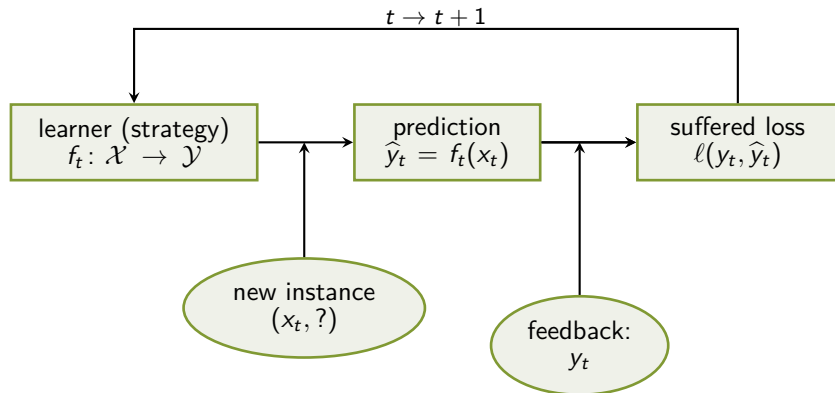 t → t + 1
learner (strategy)
f_t : 𝒳 → 𝒴
prediction
ŷ_t = f_t(x_t)
suffered loss
ℓ(y_t, ŷ_t)
new instance
(x_t, ?)
feedback:
y_t